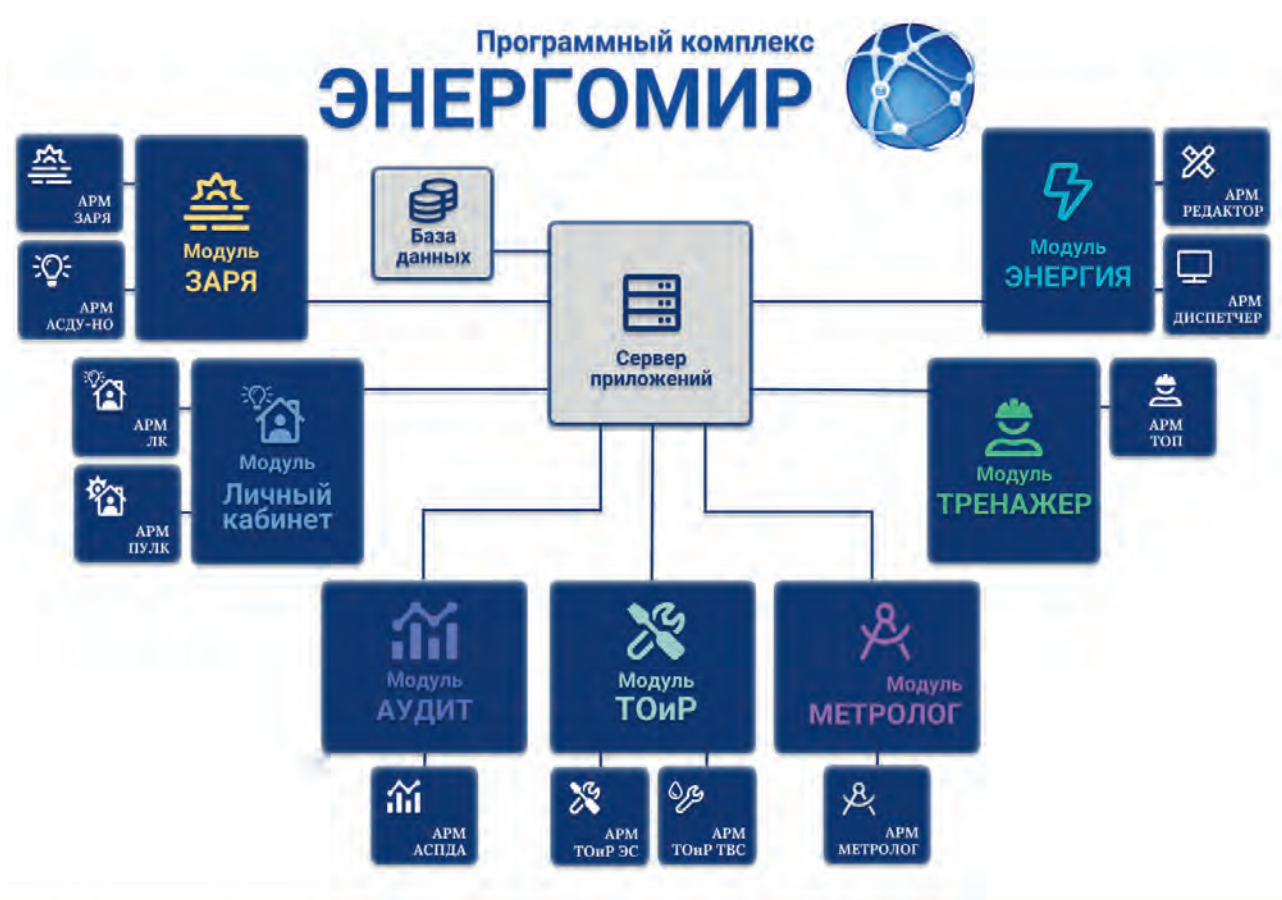 Программный комплекс
ЭНЕРГОМИР
АРМ
ЗАРЯ
АРМ
АСДУ-НО
Модуль
ЗАРЯ
База
данных
Сервер
приложений
Модуль
ЭНЕРГИЯ
АРМ
РЕДАКТОР
АРМ
ДИСПЕТЧЕР
АРМ
ЛК
АРМ
ПУЛК
Модуль
Личный
кабинет
Модуль
ТРЕНАЖЕР
АРМ
ТОП
Модуль
АУДИТ
Модуль
ТОиР
Модуль
МЕТРОЛОГ
АРМ
АСПДА
АРМ
ТОиР ЭС
АРМ
ТОиР ТВС
АРМ
МЕТРОЛОГ